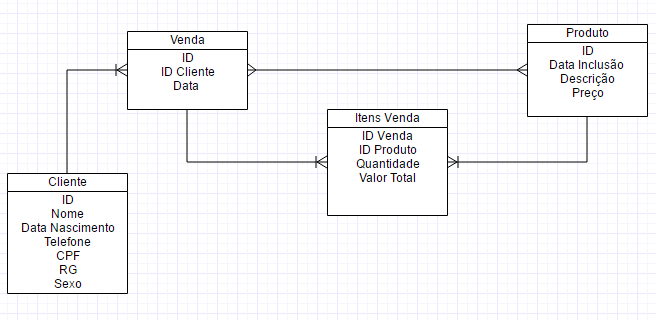 Venda
ID
ID Cliente
Data
Produto
ID
Data Inclusão
Descrição
Preço
Itens Venda
ID Venda
ID Produto
Quantidade
Valor Total
Cliente
ID
Nome
Data Nascimento
Telefone
CPF
RG
Sexo